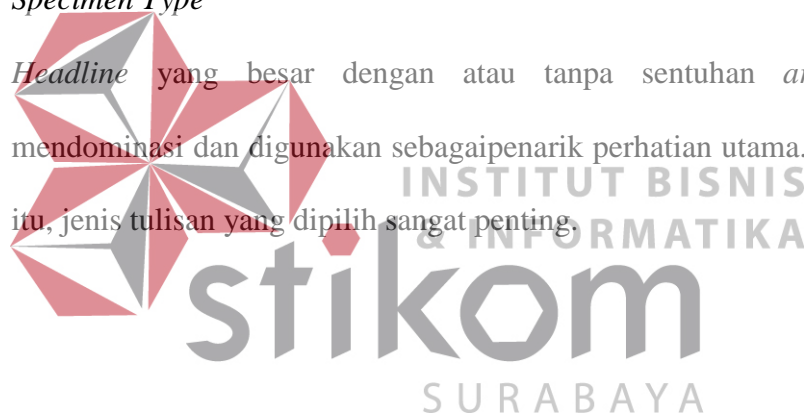 Specimen Type
Headline yang besar dengan atau tanpa sentuhan
mendominasi dan digunakan sebagaipenarik perhatian utama.
INSTITUT BISNIS
itu, jenis tulisan yang dipilih sangat penting.
& INFORMATIKA
stikom
SURABAYA